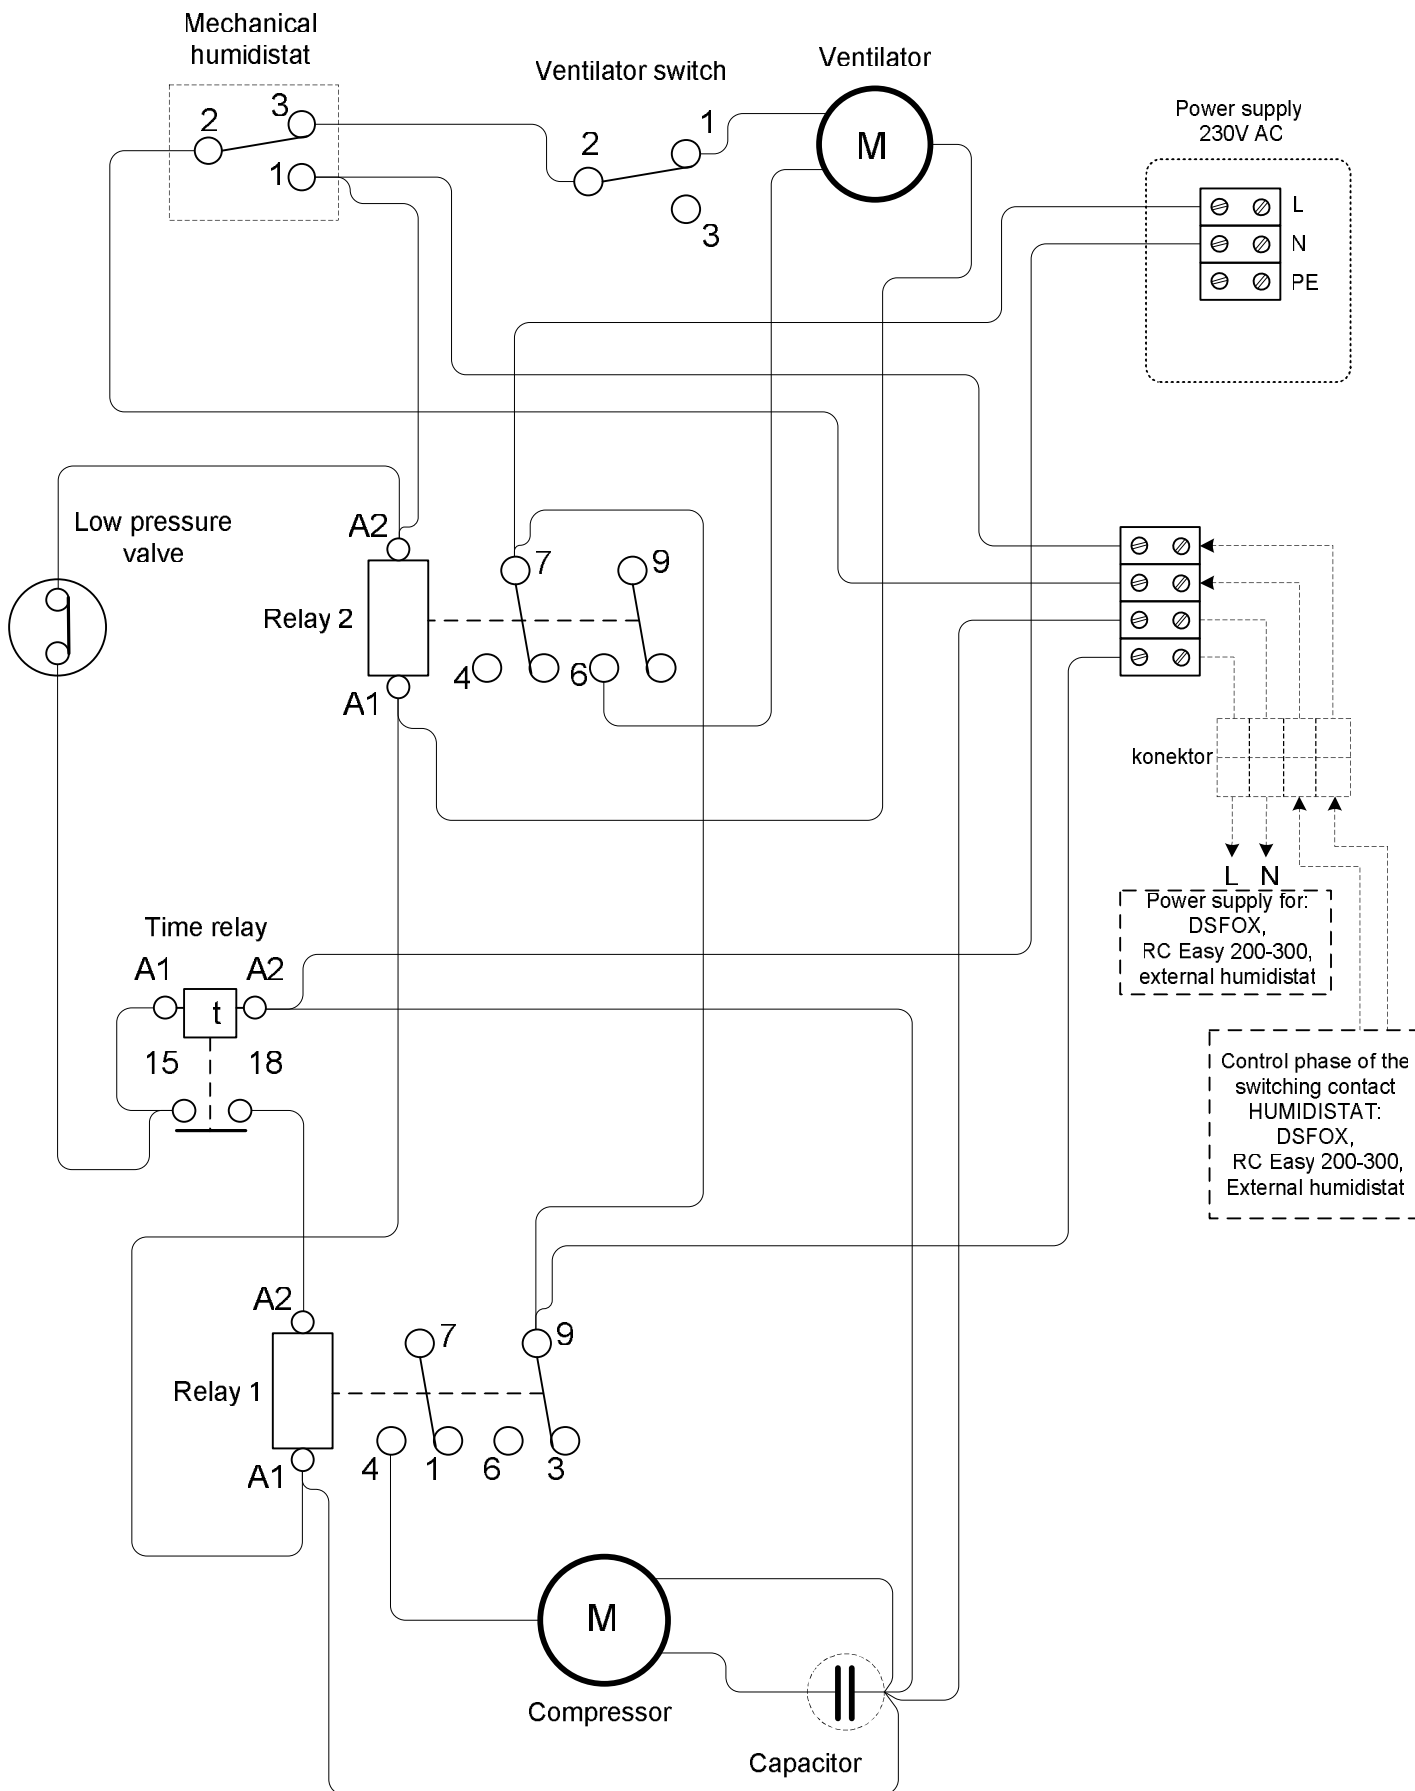 Mechanical
humidistat
Ventilator switch
Ventilator
Power supply
230V AC
2
3
1
2
1
3
M
L
N
PE
Low pressure
valve
A2
7
9
Relay 2
4
6
A1
konektor
L N
Power supply for:
DSFOX,
RC Easy 200-300,
external humidistat
Time relay
A1
A2
t
15
18
Control phase of the
switching contact
HUMIDISTAT:
DSFOX,
RC Easy 200-300,
External humidistat
A2
7
9
Relay 1
A1
4
1
6
3
M
Compressor
Capacitor